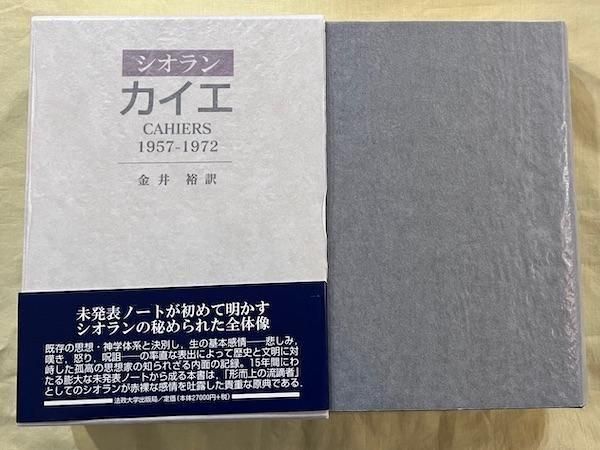 シオラン
カイエ
CAHIERS
1957-1972
金井 裕訳
未発表ノートが初めて明かす
シオランの秘められた全体像
既存の思想・神学体系と決別し，生の基本感情──悲しみ，
嘆き，怒り，呪詛──の率直な表出によって歴史と文明に対
峙した孤高の思想家の知られざる内面の記録。15年間にわ
たる膨大な未発表ノートから成る本書は，「形而上の流謫者」
としてのシオランが赤裸な感情を吐露した貴重な原典である．
法政大学出版局／定価（本体27000円＋税）